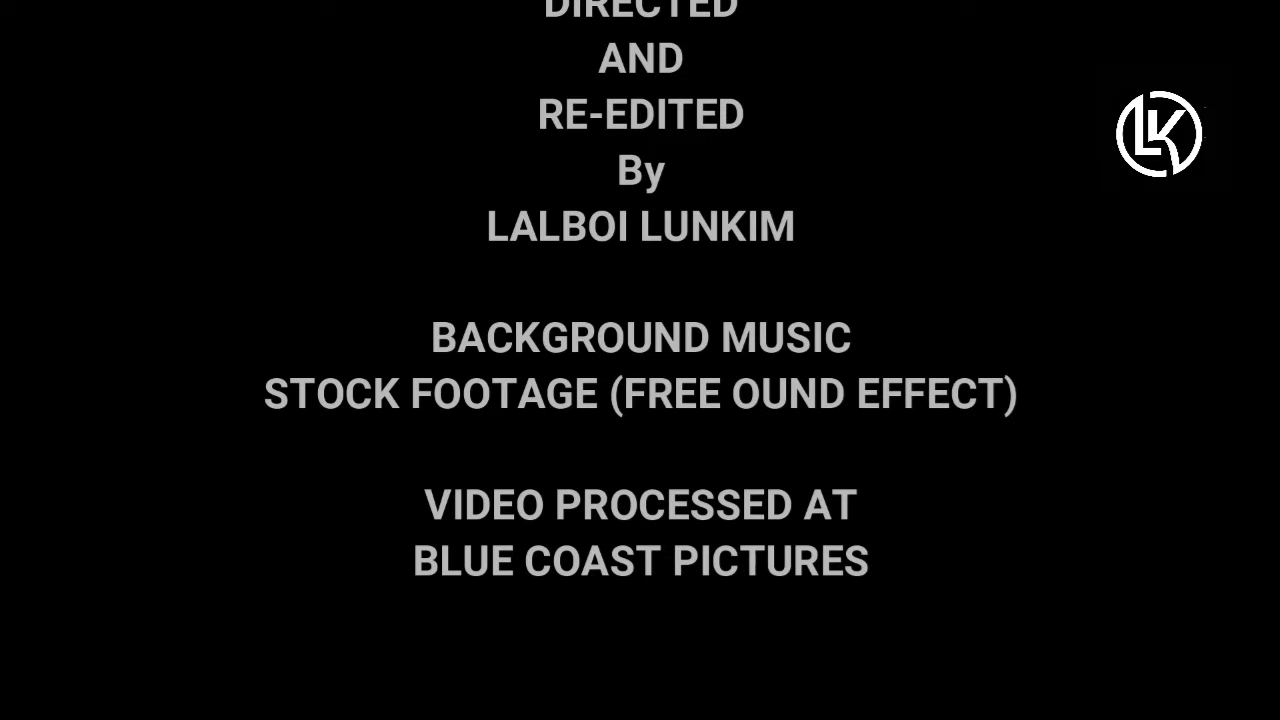 DIRECTED
AND
RE-EDITED
By
LALBOI LUNKIM
LK
BACKGROUND MUSIC
STOCK FOOTAGE (FREE OUND EFFECT)
VIDEO PROCESSED AT
BLUE COAST PICTURES